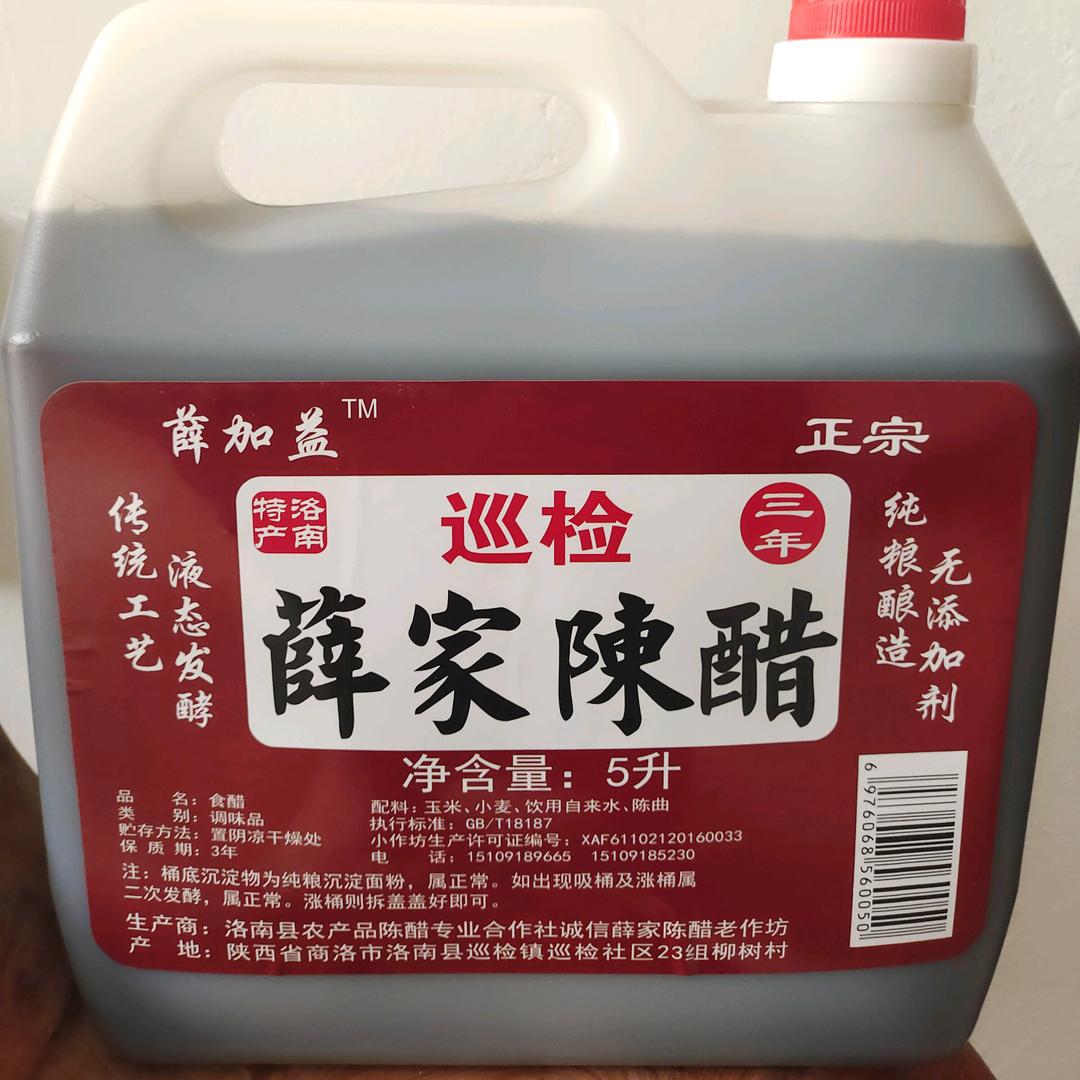 薛加益TM
正宗
传统工艺
液态发酵
洛南特产
巡检
三年
薛家陳醋
纯粮酿造
无添加剂
净含量：5升
品 名：食醋
类 别：调味品
贮存方法：置阴凉干燥处
保 质 期：3年
配料：玉米、小麦、饮用自来水、陈曲
执行标准：GB/T18187
小作坊生产许可证编号：XAF61102120160033
电 话：15109189665 15109185230
注：桶底沉淀物为纯粮沉淀面粉，属正常。如出现吸桶及涨桶属
二次发酵，属正常。涨桶则拆盖盖好即可。
生产商：洛南县农产品陈醋专业合作社诚信薛家陈醋老作坊
产 地：陕西省商洛市洛南县巡检镇巡检社区23组柳树村
6 976068 560050